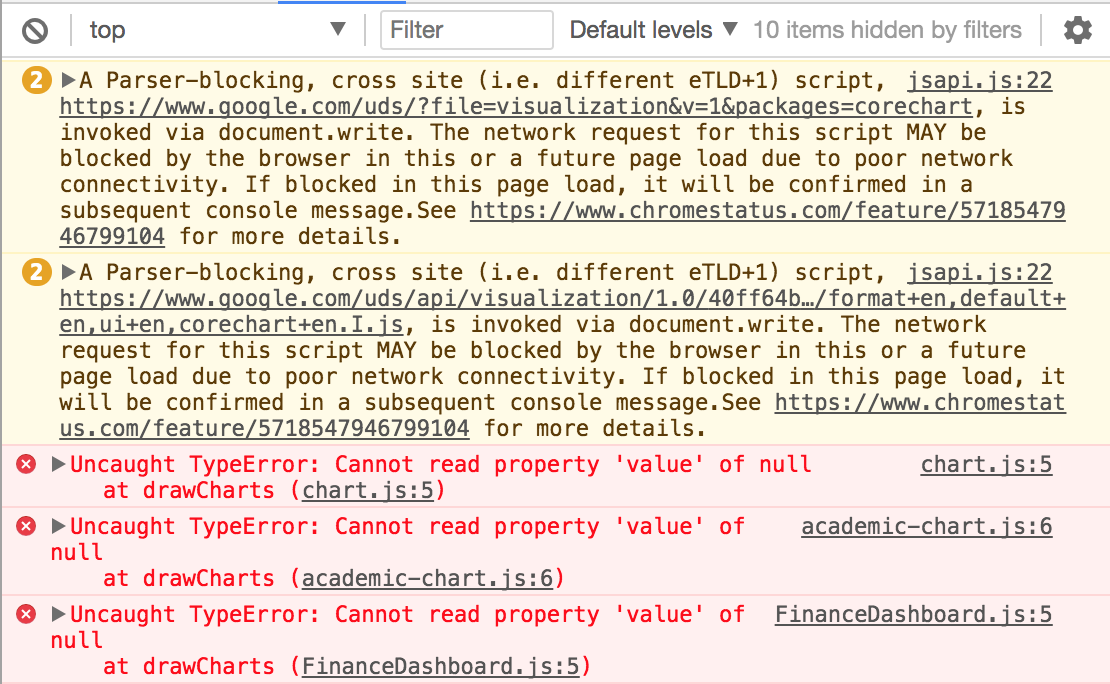 top ▼ Filter Default levels ▼ 10 items hidden by filters
2 ▶A Parser-blocking, cross site (i.e. different eTLD+1) script, jsapi.js:22
https://www.google.com/uds/?file=visualization&v=1&packages=corechart, is
invoked via document.write. The network request for this script MAY be
blocked by the browser in this or a future page load due to poor network
connectivity. If blocked in this page load, it will be confirmed in a
subsequent console message.See https://www.chromestatus.com/feature/57185479
46799104 for more details.
2 ▶A Parser-blocking, cross site (i.e. different eTLD+1) script, jsapi.js:22
https://www.google.com/uds/api/visualization/1.0/40ff64b…/format+en,default+
en,ui+en,corechart+en.I.js, is invoked via document.write. The network
request for this script MAY be blocked by the browser in this or a future
page load due to poor network connectivity. If blocked in this page load, it
will be confirmed in a subsequent console message.See https://www.chromestat
us.com/feature/5718547946799104 for more details.
▶Uncaught TypeError: Cannot read property 'value' of null chart.js:5
at drawCharts (chart.js:5)
▶Uncaught TypeError: Cannot read property 'value' of academic-chart.js:6
null
at drawCharts (academic-chart.js:6)
▶Uncaught TypeError: Cannot read property 'value' of FinanceDashboard.js:5
null
at drawCharts (FinanceDashboard.js:5)